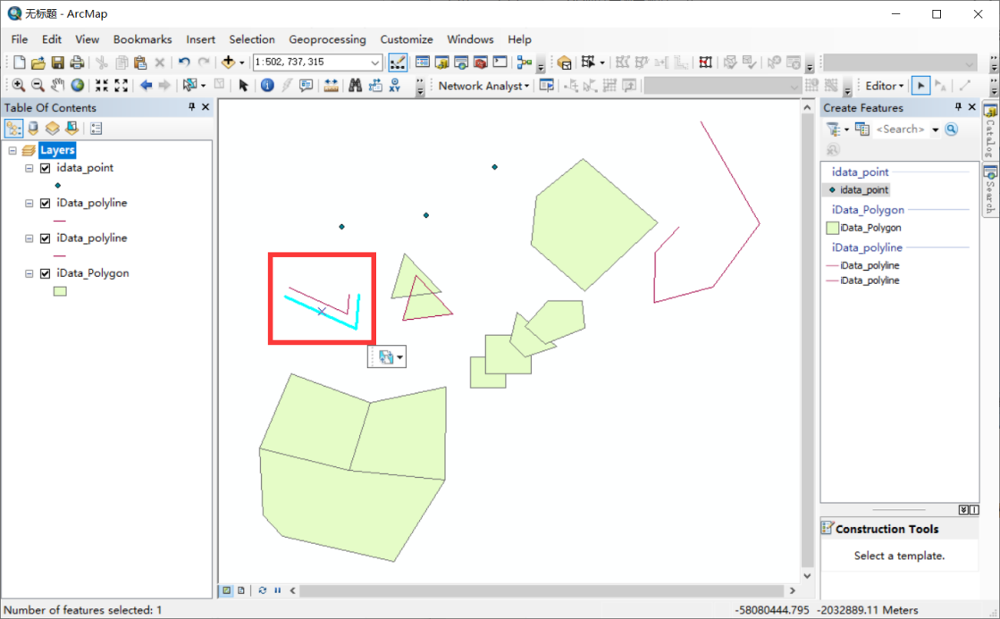 无标题 - ArcMap
File Edit View Bookmarks Insert Selection Geoprocessing Customize Windows Help
1:502,737,315
Network Analyst Editor
Table Of Contents
Layers
idata_point
iData_polyline
iData_polyline
iData_Polygon
Create Features
<Search>
idata_point
idata_point
iData_Polygon
iData_Polygon
iData_polyline
iData_polyline
iData_polyline
Construction Tools
Select a template.
Catalog
Search
Number of features selected: 1
-58080444.795 -2032889.11 Meters